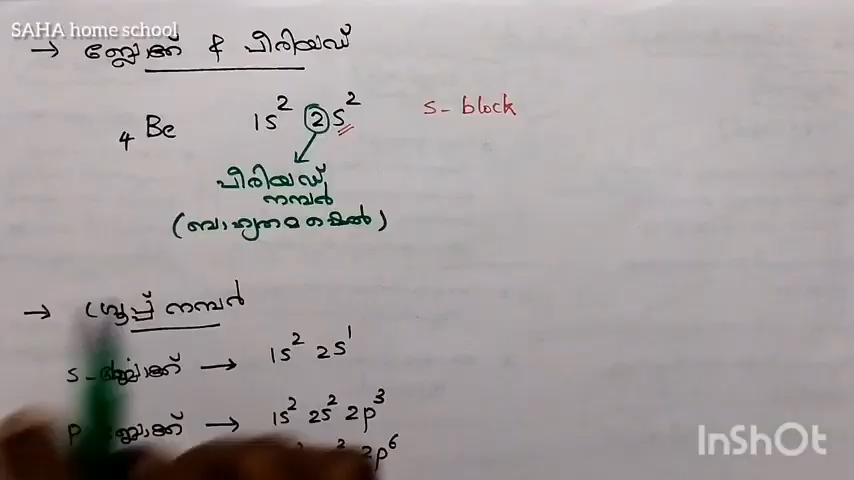 SAHA home school
→ ബ്ലോക്ക് & പീരിയഡ്
4 Be 1s² 2s² s- block
പീരിയഡ്
നമ്പർ
(ബാഹ്യതമ ഷെൽ)
→ ഗ്രൂപ്പ് നമ്പർ
s-ബ്ലോക്ക് → 1s² 2s¹
p ബ്ലോക്ക് → 1s² 2s² 2p³
2p⁶
InShOt